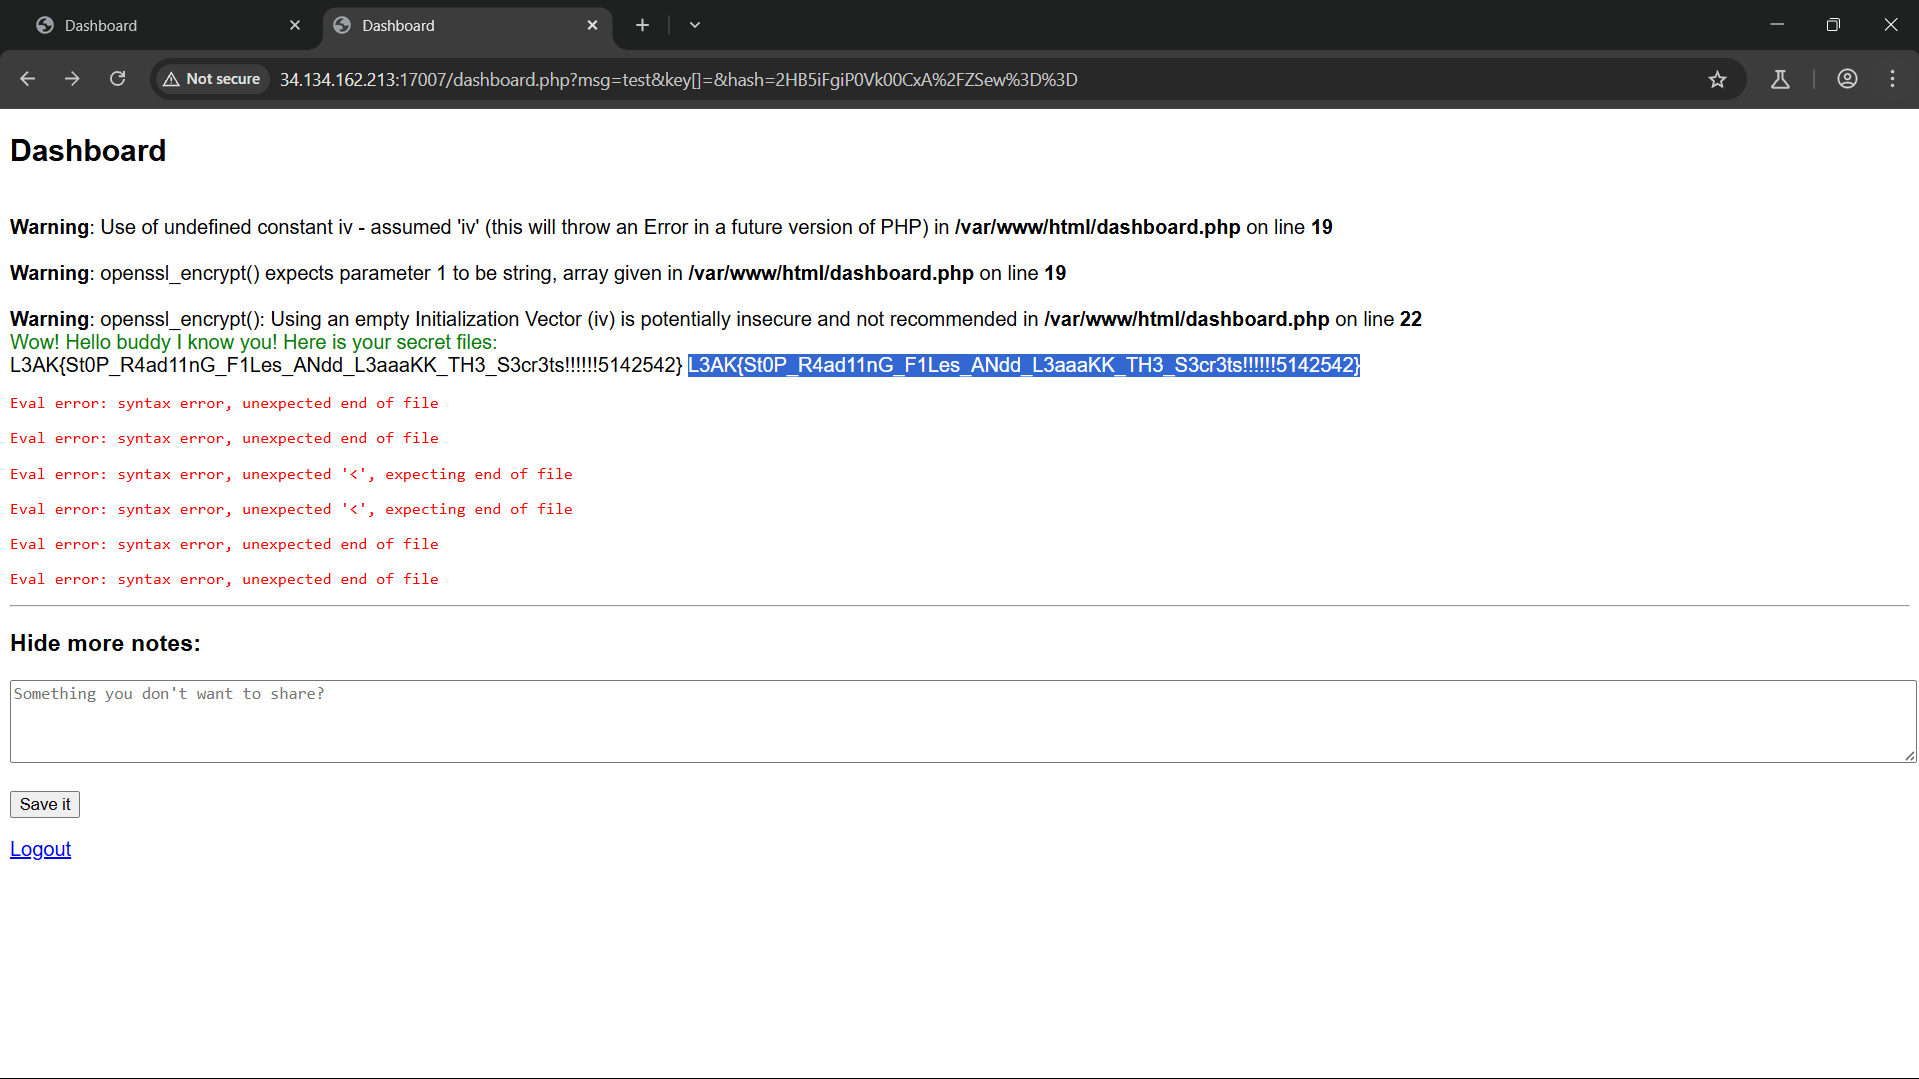 Dashboard
Dashboard
Not secure
34.134.162.213:17007/dashboard.php?msg=test&key[]=&hash=2HB5iFgiP0Vk00CxA%2FZSew%3D%3D
Dashboard
Warning: Use of undefined constant iv - assumed 'iv' (this will throw an Error in a future version of PHP) in /var/www/html/dashboard.php on line 19
Warning: openssl_encrypt() expects parameter 1 to be string, array given in /var/www/html/dashboard.php on line 19
Warning: openssl_encrypt(): Using an empty Initialization Vector (iv) is potentially insecure and not recommended in /var/www/html/dashboard.php on line 22
Wow! Hello buddy I know you! Here is your secret files:
L3AK{St0P_R4ad11nG_F1Les_ANdd_L3aaaKK_TH3_S3cr3ts!!!!!!5142542} L3AK{St0P_R4ad11nG_F1Les_ANdd_L3aaaKK_TH3_S3cr3ts!!!!!!5142542}
Eval error: syntax error, unexpected end of file
Eval error: syntax error, unexpected end of file
Eval error: syntax error, unexpected '<', expecting end of file
Eval error: syntax error, unexpected '<', expecting end of file
Eval error: syntax error, unexpected end of file
Eval error: syntax error, unexpected end of file
Hide more notes:
Something you don't want to share?
Save it
Logout